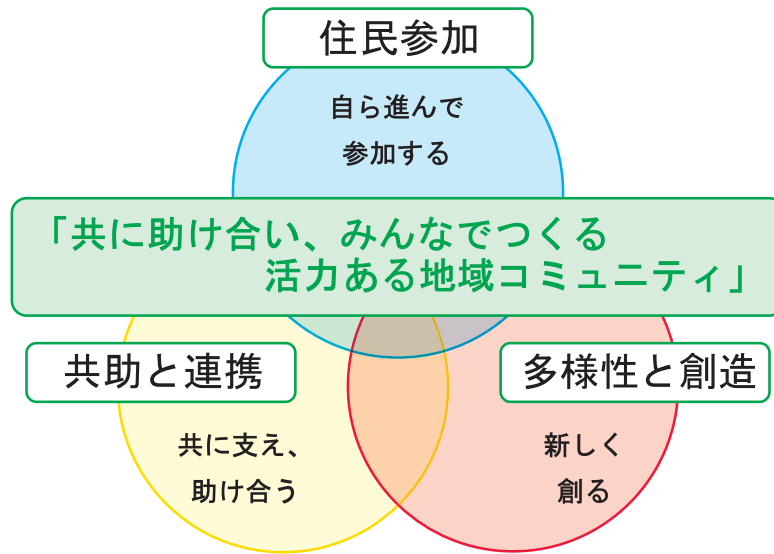 住民参加
自ら進んで
参加する
「共に助け合い、みんなでつくる
活力ある地域コミュニティ」
共助と連携
共に支え、
助け合う
多様性と創造
新しく
創る